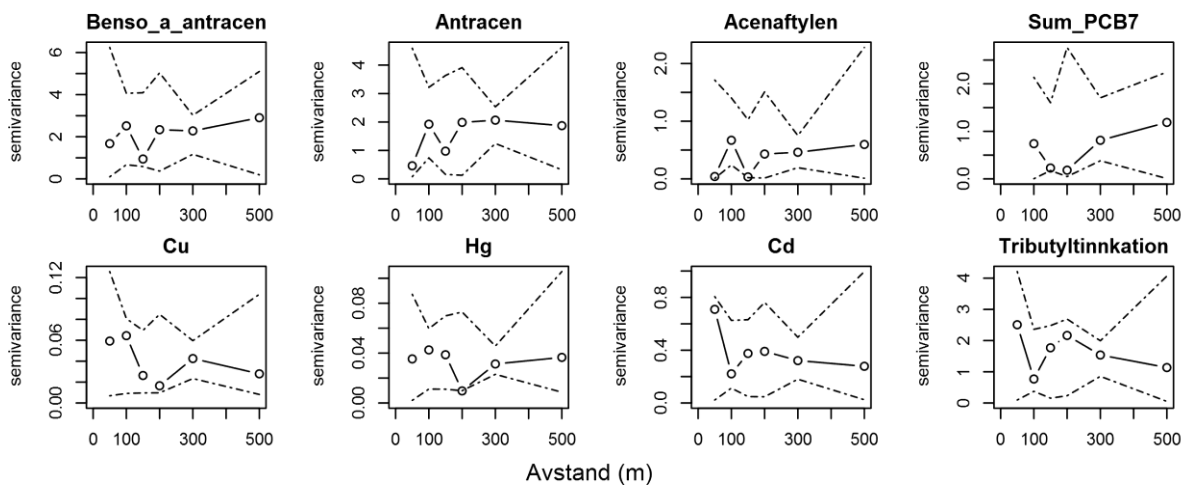 Benso_a_antracen
Antracen
Acenaftylen
Sum_PCB7
semivariance
0 2 4 6
semivariance
0 1 2 3 4
semivariance
0.0 1.0 2.0
semivariance
0.0 1.0 2.0
0 100 300 500
0 100 300 500
0 100 300 500
0 100 300 500
Cu
Hg
Cd
Tributyltinnkation
semivariance
0.00 0.06 0.12
semivariance
0.00 0.04 0.08
semivariance
0.0 0.4 0.8
semivariance
0 1 2 3 4
0 100 300 500
0 100 300 500
0 100 300 500
0 100 300 500
Avstand (m)